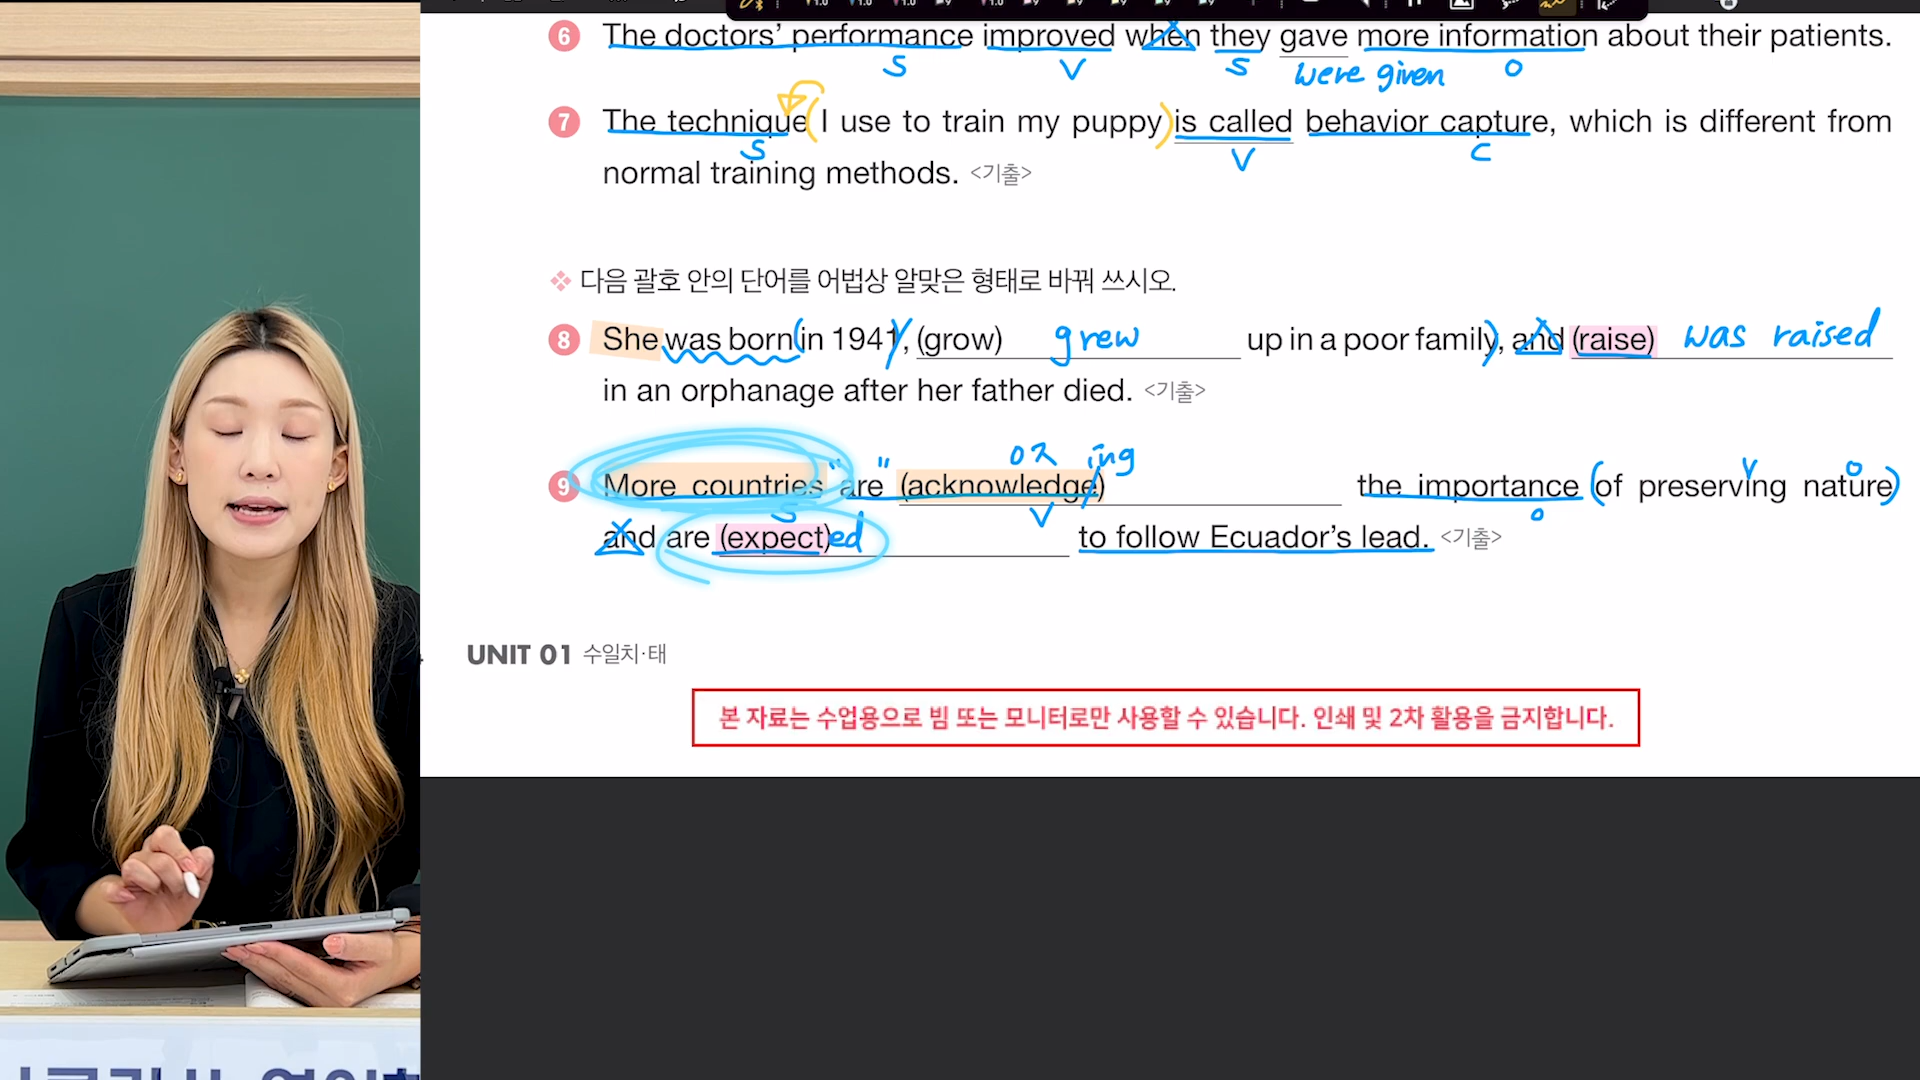 6 The doctors' performance improved when they gave more information about their patients.
S V S were given O
7 The technique (I use to train my puppy) is called behavior capture, which is different from
S V C
normal training methods. <기출>
❖ 다음 괄호 안의 단어를 어법상 알맞은 형태로 바꿔 쓰시오.
8 She was born (in 1941), (grow) grew up in a poor family), and (raise) was raised
in an orphanage after her father died. <기출>
ing
9 More countries "are" (acknowledge) the importance (of preserving nature)
S V O V O
and are (expect)ed to follow Ecuador's lead. <기출>
UNIT 01 수일치·태
본 자료는 수업용으로 빔 또는 모니터로만 사용할 수 있습니다. 인쇄 및 2차 활용을 금지합니다.